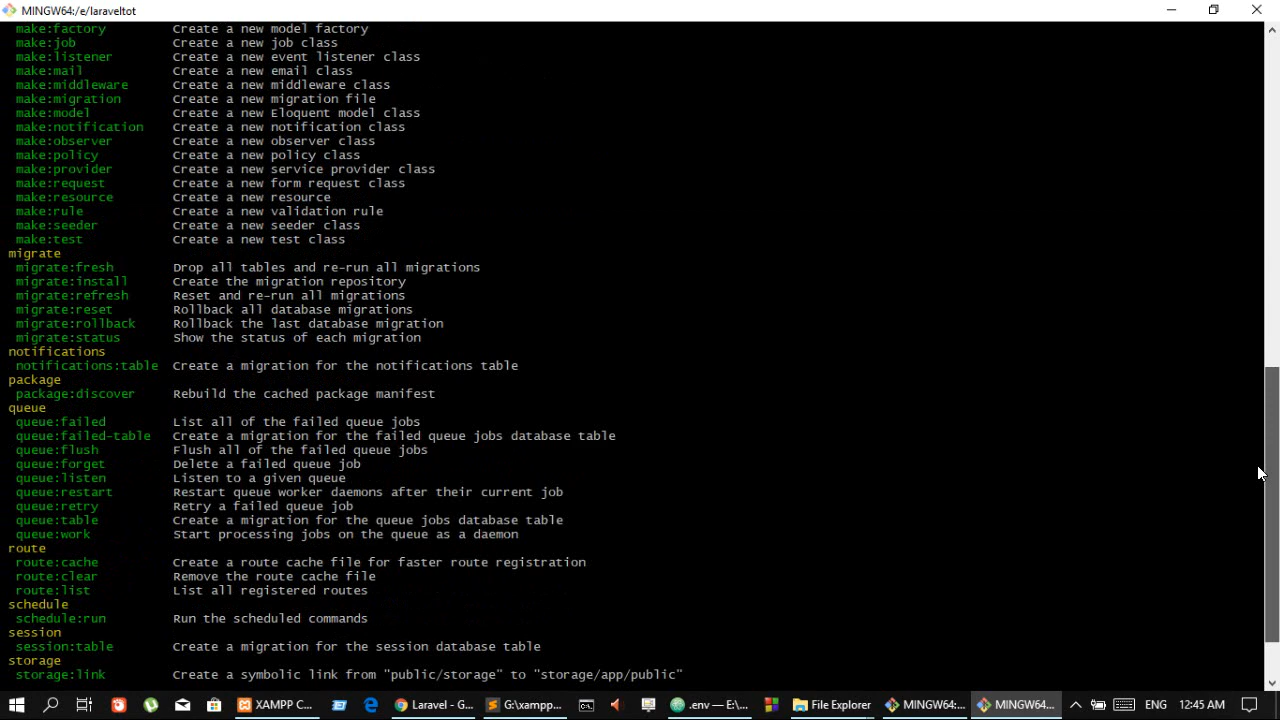 MINGW64:/e/laraveltot
make:factory Create a new model factory
make:job Create a new job class
make:listener Create a new event listener class
make:mail Create a new email class
make:middleware Create a new middleware class
make:migration Create a new migration file
make:model Create a new Eloquent model class
make:notification Create a new notification class
make:observer Create a new observer class
make:policy Create a new policy class
make:provider Create a new service provider class
make:request Create a new form request class
make:resource Create a new resource
make:rule Create a new validation rule
make:seeder Create a new seeder class
make:test Create a new test class
migrate
migrate:fresh Drop all tables and re-run all migrations
migrate:install Create the migration repository
migrate:refresh Reset and re-run all migrations
migrate:reset Rollback all database migrations
migrate:rollback Rollback the last database migration
migrate:status Show the status of each migration
notifications
notifications:table Create a migration for the notifications table
package
package:discover Rebuild the cached package manifest
queue
queue:failed List all of the failed queue jobs
queue:failed-table Create a migration for the failed queue jobs database table
queue:flush Flush all of the failed queue jobs
queue:forget Delete a failed queue job
queue:listen Listen to a given queue
queue:restart Restart queue worker daemons after their current job
queue:retry Retry a failed queue job
queue:table Create a migration for the queue jobs database table
queue:work Start processing jobs on the queue as a daemon
route
route:cache Create a route cache file for faster route registration
route:clear Remove the route cache file
route:list List all registered routes
schedule
schedule:run Run the scheduled commands
session
session:table Create a migration for the session database table
storage
storage:link Create a symbolic link from "public/storage" to "storage/app/public"
XAMPP C... Laravel - G... G:\xampp... .env — E:\... File Explorer MINGW64:... MINGW64... ENG 12:45 AM